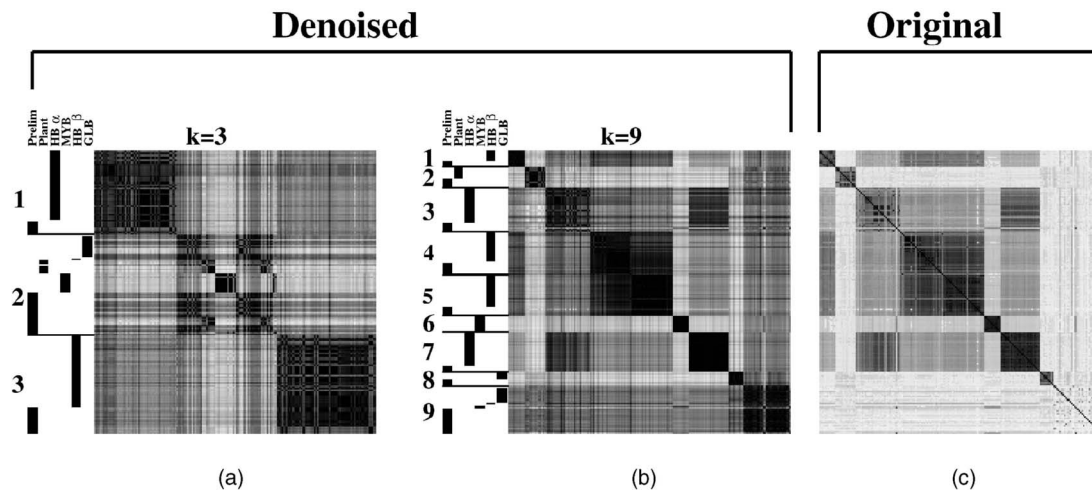 Denoised
Original
Prelim
Plant
HB α
MYB
HB β
GLB
k=3
1
2
3
Prelim
Plant
HB α
MYB
HB β
GLB
k=9
1
2
3
4
5
6
7
8
9
(a)
(b)
(c)